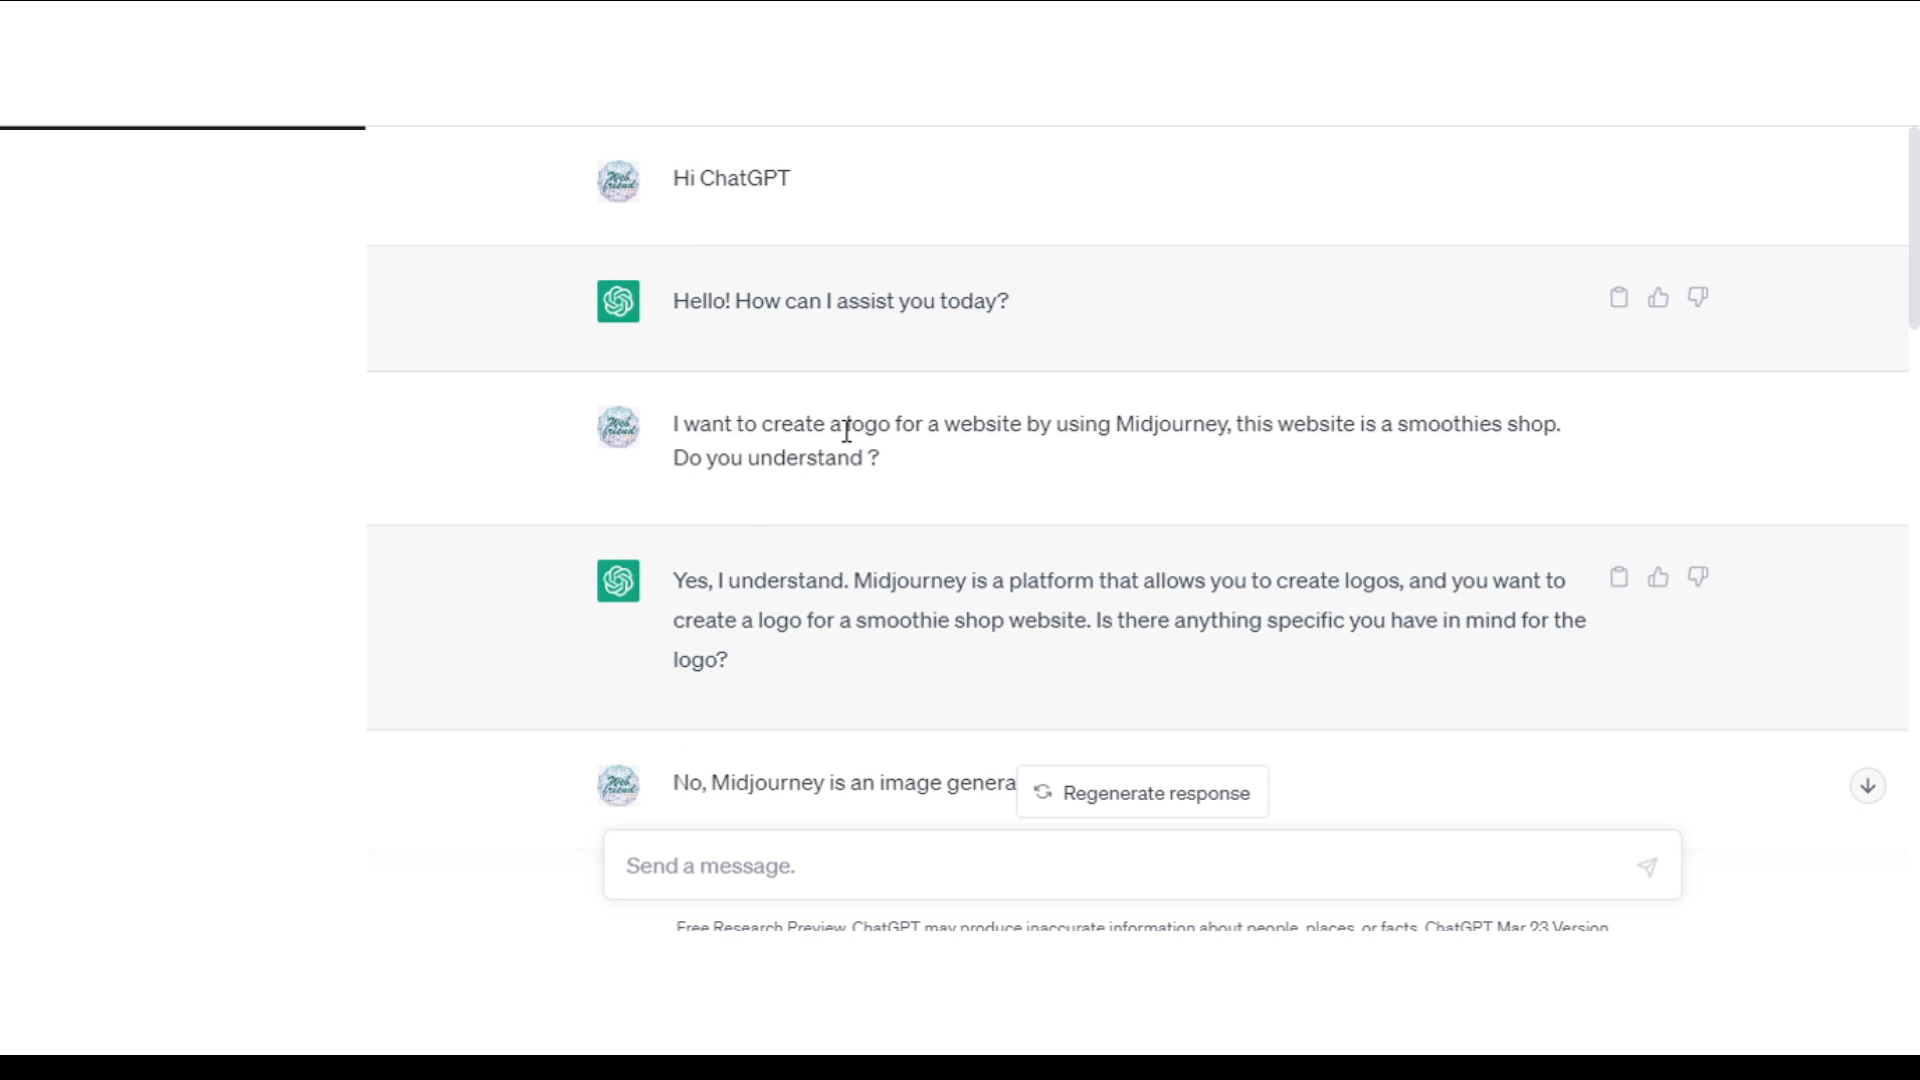 Hi ChatGPT
Hello! How can I assist you today?
I want to create a logo for a website by using Midjourney, this website is a smoothies shop.
Do you understand ?
Yes, I understand. Midjourney is a platform that allows you to create logos, and you want to
create a logo for a smoothie shop website. Is there anything specific you have in mind for the
logo?
No, Midjourney is an image genera
Regenerate response
Send a message.
Free Research Preview. ChatGPT may produce inaccurate information about people, places, or facts. ChatGPT Mar 23 Version